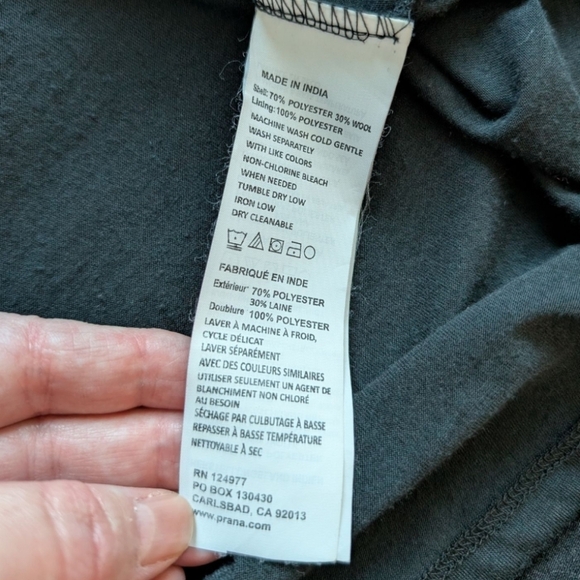 MADE IN INDIA
Shell: 70% POLYESTER 30% WOOL
Lining: 100% POLYESTER
MACHINE WASH COLD GENTLE
WASH SEPARATELY
WITH LIKE COLORS
NON-CHLORINE BLEACH
WHEN NEEDED
TUMBLE DRY LOW
IRON LOW
DRY CLEANABLE
FABRIQUÉ EN INDE
Extérieur 70% POLYESTER
30% LAINE
Doublure 100% POLYESTER
LAVER À MACHINE À FROID,
CYCLE DÉLICAT
LAVER SÉPARÉMENT
AVEC DES COULEURS SIMILAIRES
UTILISER SEULEMENT UN AGENT DE
BLANCHIMENT NON CHLORÉ
AU BESOIN
SÉCHAGE PAR CULBUTAGE À BASSE
REPASSER À BASSE TEMPÉRATURE
NETTOYABLE À SEC
RN 124977
PO BOX 130430
CARLSBAD, CA 92013
www.prana.com